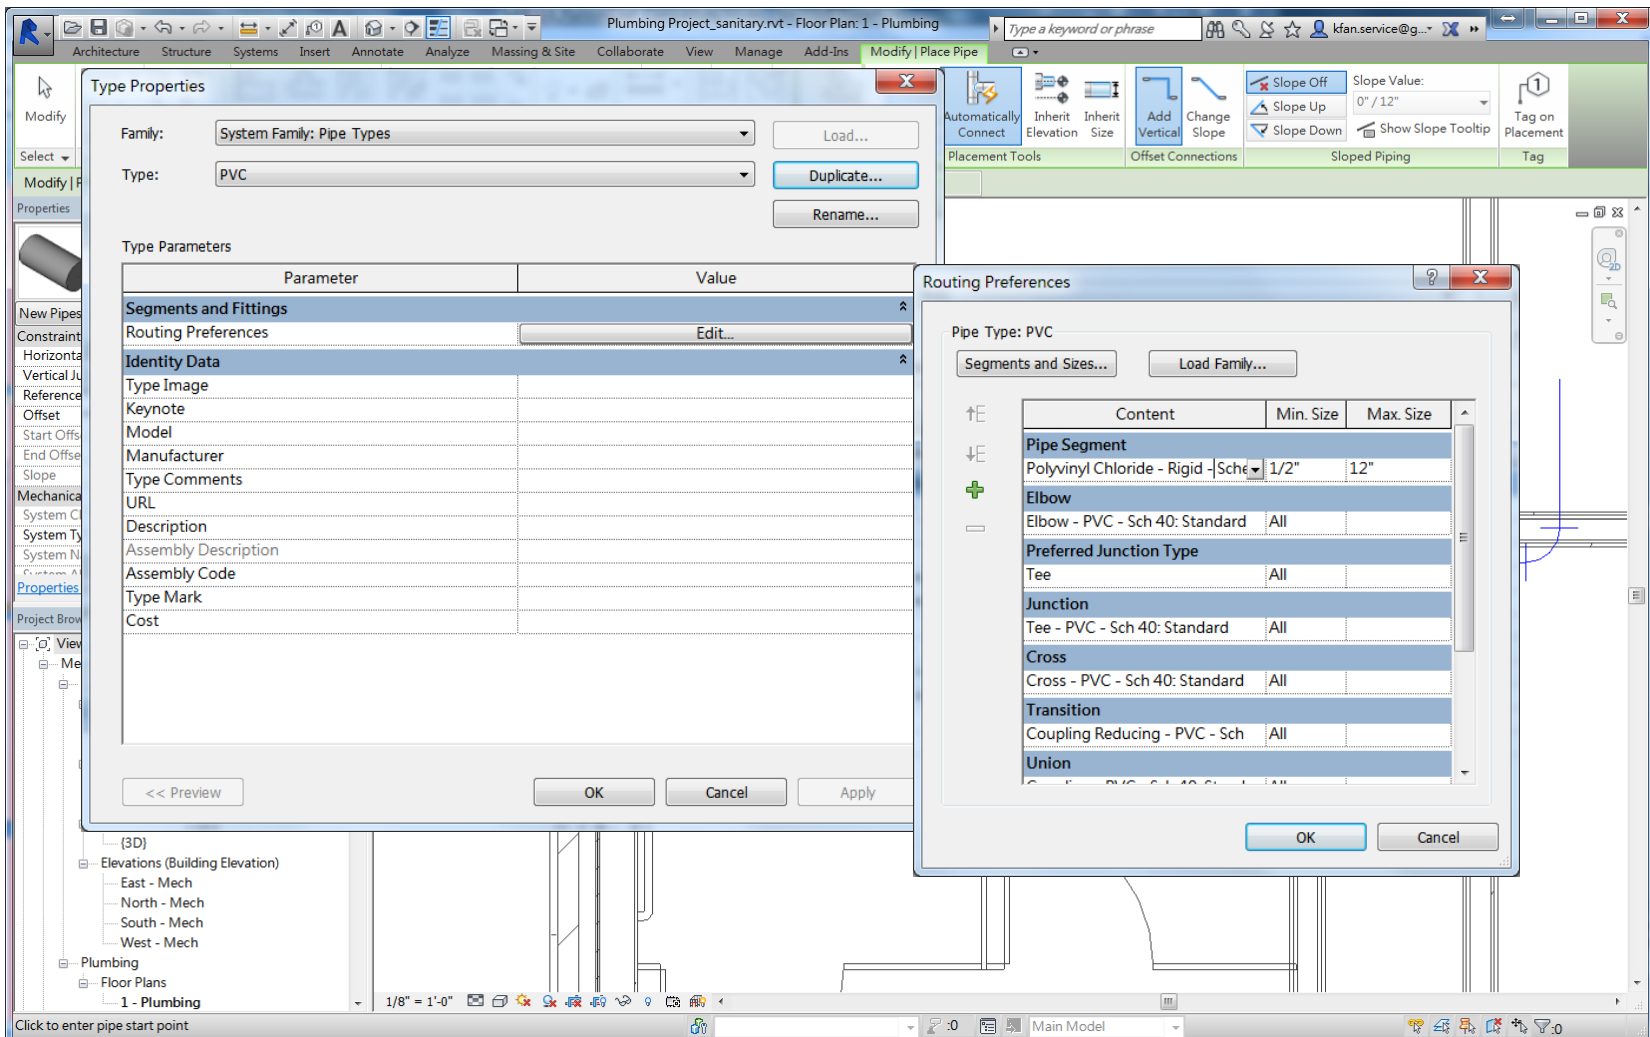 Plumbing Project_sanitary.rvt - Floor Plan: 1 - Plumbing
Type a keyword or phrase
kfan.service@g...
Architecture Structure Systems Insert Annotate Analyze Massing & Site Collaborate View Manage Add-Ins Modify | Place Pipe
Modify
Select
Automatically Connect
Inherit Elevation
Inherit Size
Placement Tools
Add Vertical
Change Slope
Offset Connections
Slope Off
Slope Up
Slope Down
Slope Value:
0" / 12"
Show Slope Tooltip
Sloped Piping
Tag on Placement
Tag
Modify |
Properties
New Pipes
Constraint
Horizonta
Vertical Ju
Reference
Offset
Start Offs
End Offse
Slope
Mechanica
System Cl
System Ty
System N
Properties
Project Brow
View
Me
{3D}
Elevations (Building Elevation)
East - Mech
North - Mech
South - Mech
West - Mech
Plumbing
Floor Plans
1 - Plumbing
Type Properties
Family: System Family: Pipe Types Load...
Type: PVC Duplicate...
Rename...
Type Parameters
Parameter Value
Segments and Fittings
Routing Preferences Edit...
Identity Data
Type Image
Keynote
Model
Manufacturer
Type Comments
URL
Description
Assembly Description
Assembly Code
Type Mark
Cost
<< Preview OK Cancel Apply
Routing Preferences
Pipe Type: PVC
Segments and Sizes... Load Family...
Content Min. Size Max. Size
Pipe Segment
Polyvinyl Chloride - Rigid - Sche 1/2" 12"
Elbow
Elbow - PVC - Sch 40: Standard All
Preferred Junction Type
Tee All
Junction
Tee - PVC - Sch 40: Standard All
Cross
Cross - PVC - Sch 40: Standard All
Transition
Coupling Reducing - PVC - Sch All
Union
OK Cancel
2D
1/8" = 1'-0"
Click to enter pipe start point
:0
Main Model
:0